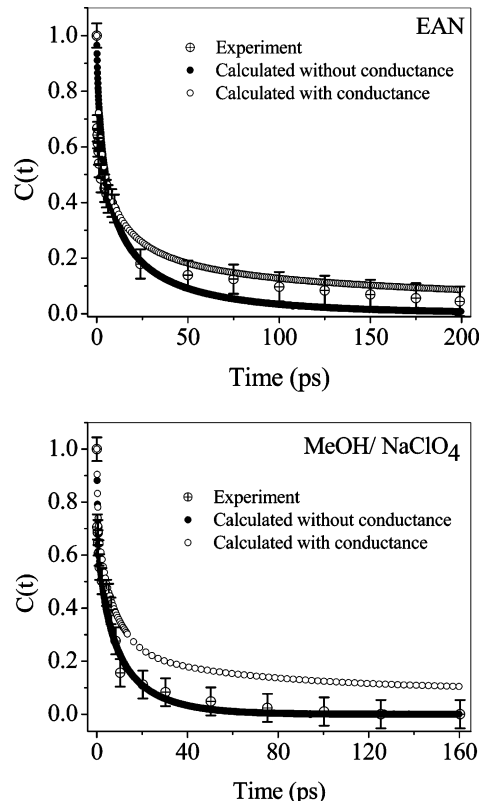 EAN
Experiment
Calculated without conductance
Calculated with conductance
C(t)
1.0
0.8
0.6
0.4
0.2
0.0
0 50 100 150 200
Time (ps)
MeOH/ NaClO₄
Experiment
Calculated without conductance
Calculated with conductance
C(t)
1.0
0.8
0.6
0.4
0.2
0.0
0 40 80 120 160
Time (ps)